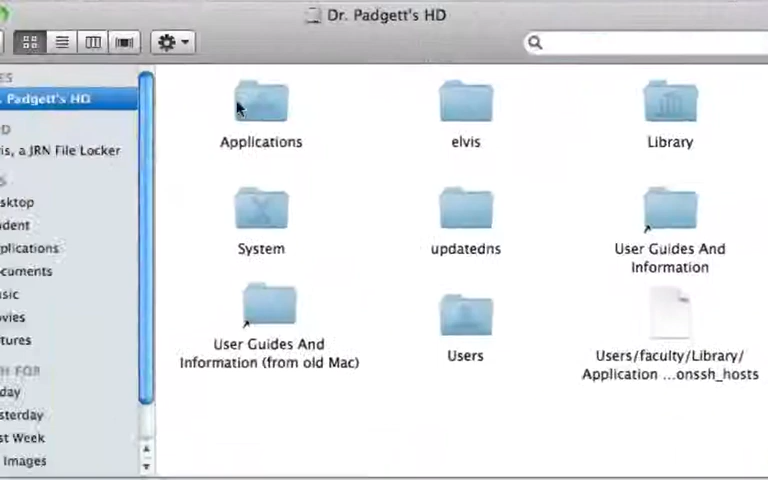 Dr. Padgett's HD
ES
. Padgett's HD
D
is, a JRN File Locker
S
sktop
dent
plications
cuments
sic
vies
tures
H FOR
day
sterday
st Week
Images
Applications
elvis
Library
System
updatedns
User Guides And
Information
User Guides And
Information (from old Mac)
Users
Users/faculty/Library/
Application ...onssh_hosts